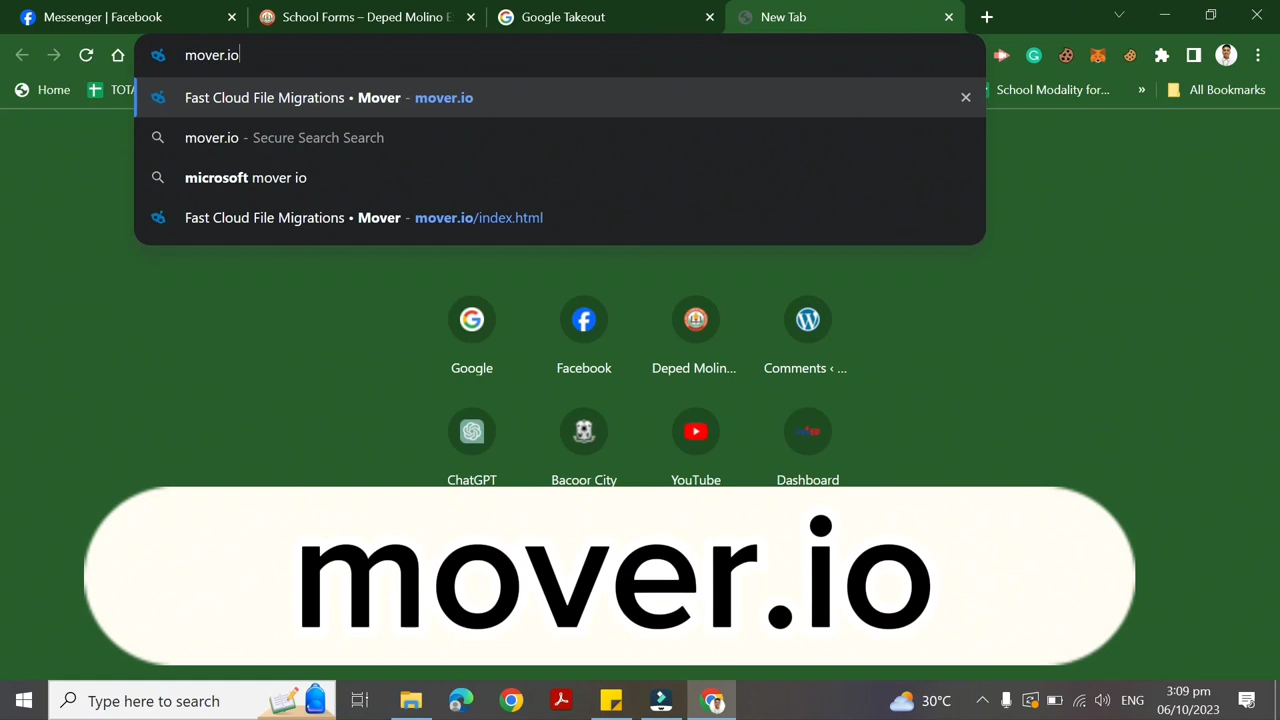 Messenger | Facebook
School Forms – Deped Molino E
Google Takeout
New Tab
mover.io
Home
TOTA
School Modality for...
»
All Bookmarks
Fast Cloud File Migrations • Mover - mover.io
mover.io - Secure Search Search
microsoft mover io
Fast Cloud File Migrations • Mover - mover.io/index.html
Google
Facebook
Deped Molin...
Comments ‹ ...
ChatGPT
Bacoor City
YouTube
Dashboard
mover.io
Type here to search
30°C
ENG
3:09 pm
06/10/2023